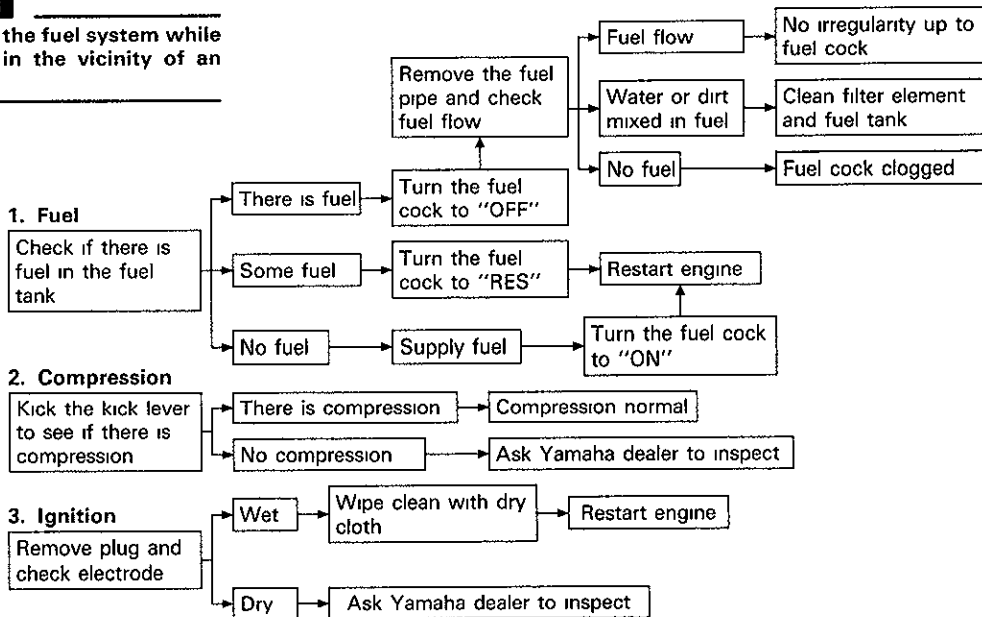 the fuel system while
in the vicinity of an
1. Fuel
Check if there is
fuel in the fuel
tank
There is fuel
Turn the fuel
cock to "OFF"
Remove the fuel
pipe and check
fuel flow
Fuel flow
No irregularity up to
fuel cock
Water or dirt
mixed in fuel
Clean filter element
and fuel tank
No fuel
Fuel cock clogged
Some fuel
Turn the fuel
cock to "RES"
Restart engine
No fuel
Supply fuel
Turn the fuel cock
to "ON"
2. Compression
Kick the kick lever
to see if there is
compression
There is compression
Compression normal
No compression
Ask Yamaha dealer to inspect
3. Ignition
Remove plug and
check electrode
Wet
Wipe clean with dry
cloth
Restart engine
Dry
Ask Yamaha dealer to inspect